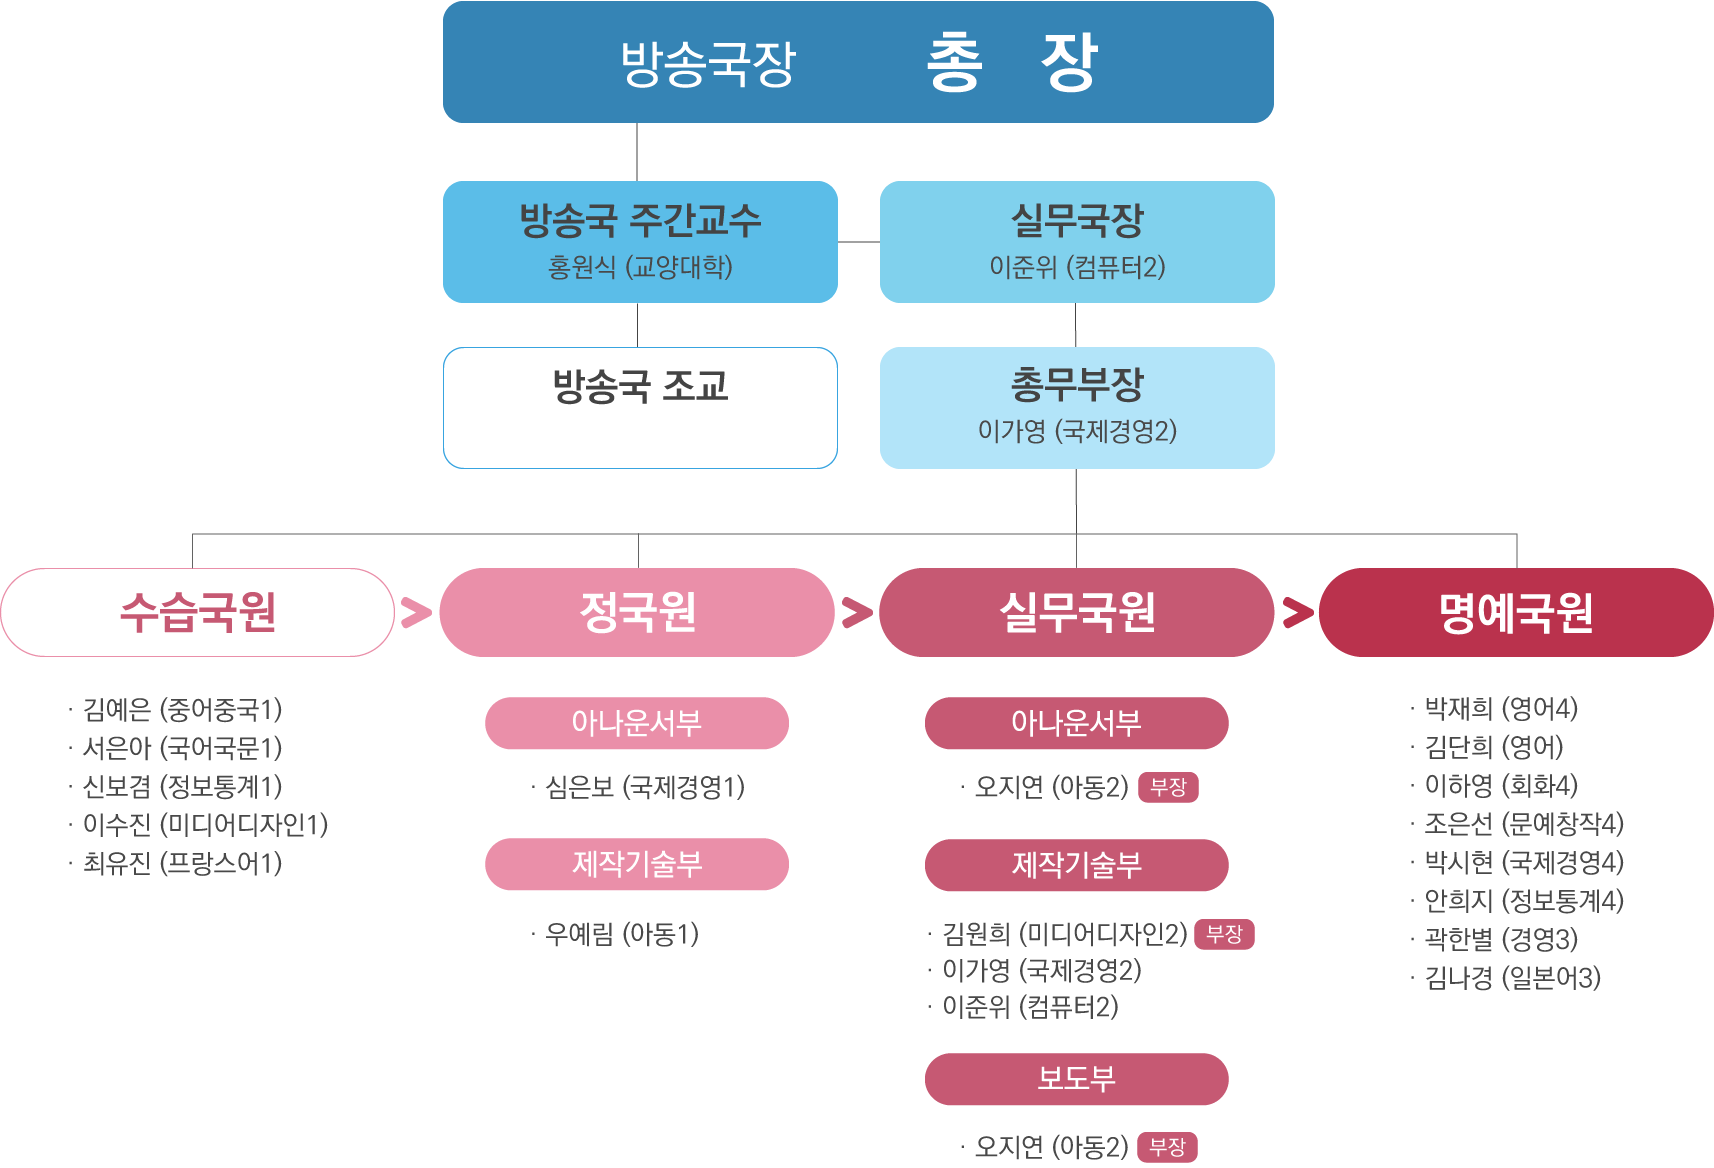 방송국장 총 장
방송국 주간교수
홍원식 (교양대학)
실무국장
이준위 (컴퓨터2)
방송국 조교
총무부장
이가영 (국제경영2)
수습국원
· 김예은 (중어중국1)
· 서은아 (국어국문1)
· 신보겸 (정보통계1)
· 이수진 (미디어디자인1)
· 최유진 (프랑스어1)
>
정국원
아나운서부
· 심은보 (국제경영1)
제작기술부
· 우예림 (아동1)
>
실무국원
아나운서부
· 오지연 (아동2) 부장
제작기술부
· 김원희 (미디어디자인2) 부장
· 이가영 (국제경영2)
· 이준위 (컴퓨터2)
보도부
· 오지연 (아동2) 부장
>
명예국원
· 박재희 (영어4)
· 김단희 (영어)
· 이하영 (회화4)
· 조은선 (문예창작4)
· 박시현 (국제경영4)
· 안희지 (정보통계4)
· 곽한별 (경영3)
· 김나경 (일본어3)